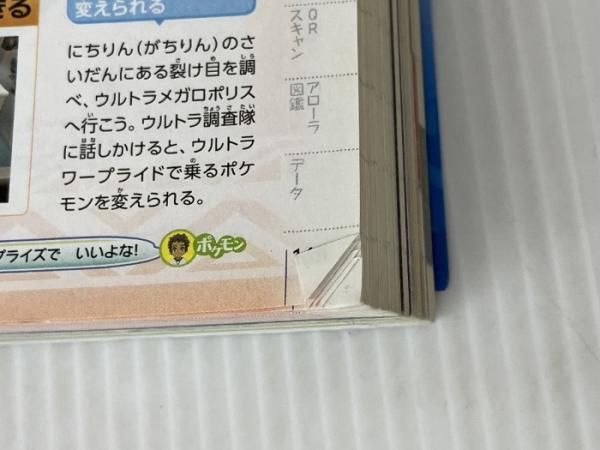 きる
変えられる
にちりん(がちりん)のさ
いだんにある裂け目を調
べ、ウルトラメガロポリス
へ行こう。ウルトラ調査隊
に話しかけると、ウルトラ
ワープライドで乗るポケ
モンを変えられる。
プライズで いいよな!
ポケモン
QR
スキャン
アローラ
図鑑
データ